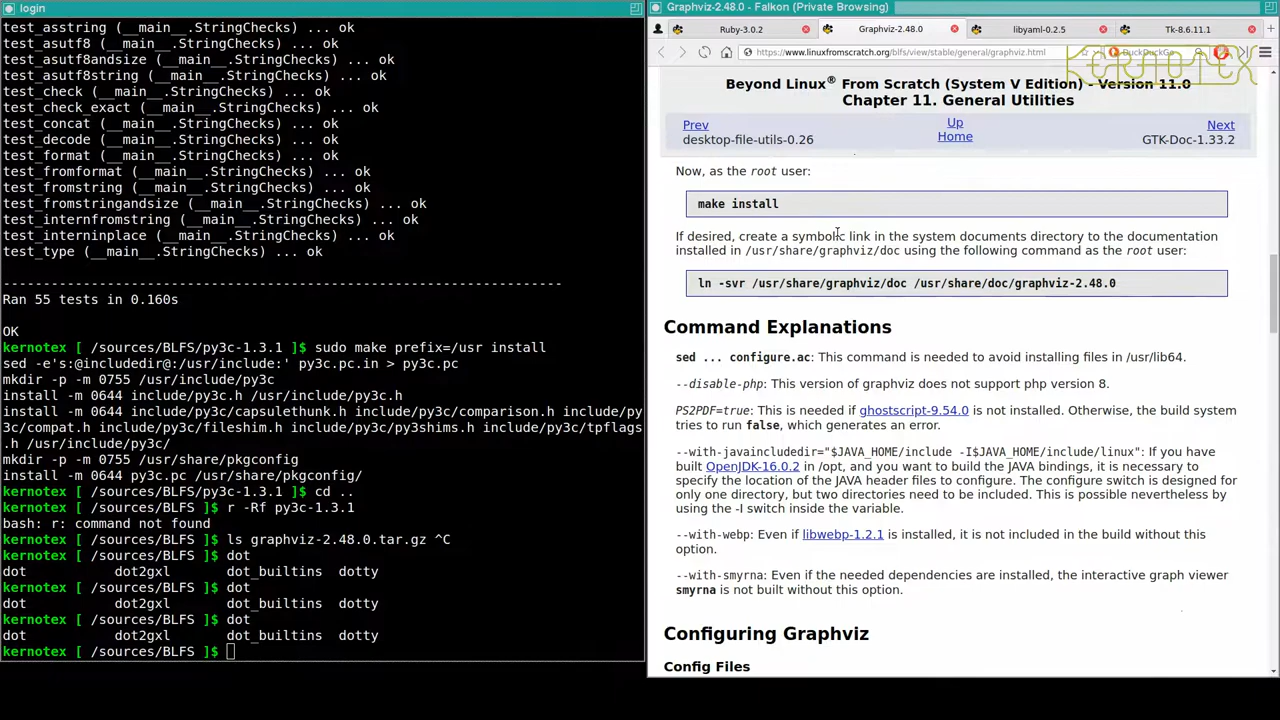 login
test_asstring (__main__.StringChecks) ... ok
test_asutf8 (__main__.StringChecks) ... ok
test_asutf8andsize (__main__.StringChecks) ... ok
test_asutf8string (__main__.StringChecks) ... ok
test_check (__main__.StringChecks) ... ok
test_check_exact (__main__.StringChecks) ... ok
test_concat (__main__.StringChecks) ... ok
test_decode (__main__.StringChecks) ... ok
test_format (__main__.StringChecks) ... ok
test_fromformat (__main__.StringChecks) ... ok
test_fromstring (__main__.StringChecks) ... ok
test_fromstringandsize (__main__.StringChecks) ... ok
test_internfromstring (__main__.StringChecks) ... ok
test_interninplace (__main__.StringChecks) ... ok
test_type (__main__.StringChecks) ... ok
----------------------------------------------------------------------
Ran 55 tests in 0.160s
OK
kernotex [ /sources/BLFS/py3c-1.3.1 ]$ sudo make prefix=/usr install
sed -e's:@includedir@:/usr/include:' py3c.pc.in > py3c.pc
mkdir -p -m 0755 /usr/include/py3c
install -m 0644 include/py3c.h /usr/include/py3c.h
install -m 0644 include/py3c/capsulethunk.h include/py3c/comparison.h include/py
3c/compat.h include/py3c/fileshim.h include/py3c/py3shims.h include/py3c/tpflags
.h /usr/include/py3c/
mkdir -p -m 0755 /usr/share/pkgconfig
install -m 0644 py3c.pc /usr/share/pkgconfig/
kernotex [ /sources/BLFS/py3c-1.3.1 ]$ cd ..
kernotex [ /sources/BLFS ]$ r -Rf py3c-1.3.1
bash: r: command not found
kernotex [ /sources/BLFS ]$ ls graphviz-2.48.0.tar.gz ^C
kernotex [ /sources/BLFS ]$ dot
dot dot2gxl dot_builtins dotty
kernotex [ /sources/BLFS ]$ dot
dot dot2gxl dot_builtins dotty
kernotex [ /sources/BLFS ]$ dot
dot dot2gxl dot_builtins dotty
kernotex [ /sources/BLFS ]$
Graphviz-2.48.0 - Falkon (Private Browsing)
Ruby-3.0.2 Graphviz-2.48.0 libyaml-0.2.5 Tk-8.6.11.1
https://www.linuxfromscratch.org/blfs/view/stable/general/graphviz.html DuckDuckGo
KERNOTEX
Beyond Linux® From Scratch (System V Edition) - Version 11.0
Chapter 11. General Utilities
Prev Up Next
desktop-file-utils-0.26 Home GTK-Doc-1.33.2
Now, as the root user:
make install
If desired, create a symbolic link in the system documents directory to the documentation
installed in /usr/share/graphviz/doc using the following command as the root user:
ln -svr /usr/share/graphviz/doc /usr/share/doc/graphviz-2.48.0
Command Explanations
sed ... configure.ac: This command is needed to avoid installing files in /usr/lib64.
--disable-php: This version of graphviz does not support php version 8.
PS2PDF=true: This is needed if ghostscript-9.54.0 is not installed. Otherwise, the build system
tries to run false, which generates an error.
--with-javaincludedir="$JAVA_HOME/include -I$JAVA_HOME/include/linux": If you have
built OpenJDK-16.0.2 in /opt, and you want to build the JAVA bindings, it is necessary to
specify the location of the JAVA header files to configure. The configure switch is designed for
only one directory, but two directories need to be included. This is possible nevertheless by
using the -I switch inside the variable.
--with-webp: Even if libwebp-1.2.1 is installed, it is not included in the build without this
option.
--with-smyrna: Even if the needed dependencies are installed, the interactive graph viewer
smyrna is not built without this option.
Configuring Graphviz
Config Files